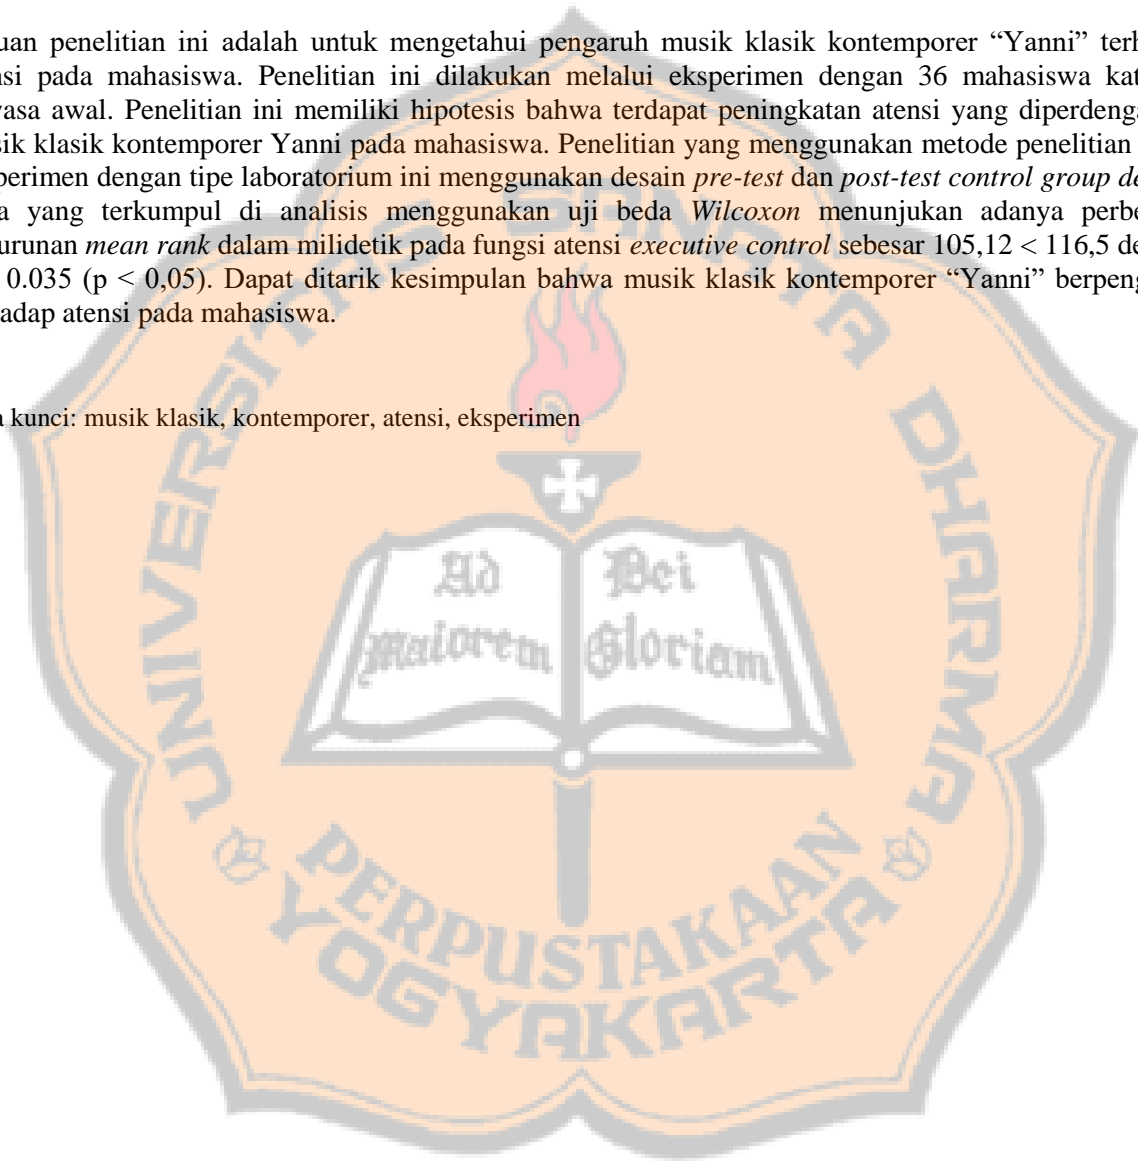 uan penelitian ini adalah untuk mengetahui pengaruh musik klasik kontemporer “Yanni” terh
nsi pada mahasiswa. Penelitian ini dilakukan melalui eksperimen dengan 36 mahasiswa kat
vasa awal. Penelitian ini memiliki hipotesis bahwa terdapat peningkatan atensi yang diperdenga
sik klasik kontemporer Yanni pada mahasiswa. Penelitian yang menggunakan metode penelitian
perimen dengan tipe laboratorium ini menggunakan desain pre-test dan post-test control group de
a yang terkumpul di analisis menggunakan uji beda Wilcoxon menunjukan adanya perbe
urunan mean rank dalam milidetik pada fungsi atensi executive control sebesar 105,12 < 116,5 de
0.035 (p < 0,05). Dapat ditarik kesimpulan bahwa musik klasik kontemporer “Yanni” berpeng
adap atensi pada mahasiswa.
a kunci: musik klasik, kontemporer, atensi, eksperimen
UNIVERSITAS SANATA DHARMA
Ad maiorem
Dei Gloriam
PERPUSTAKAAN
YOGYAKARTA